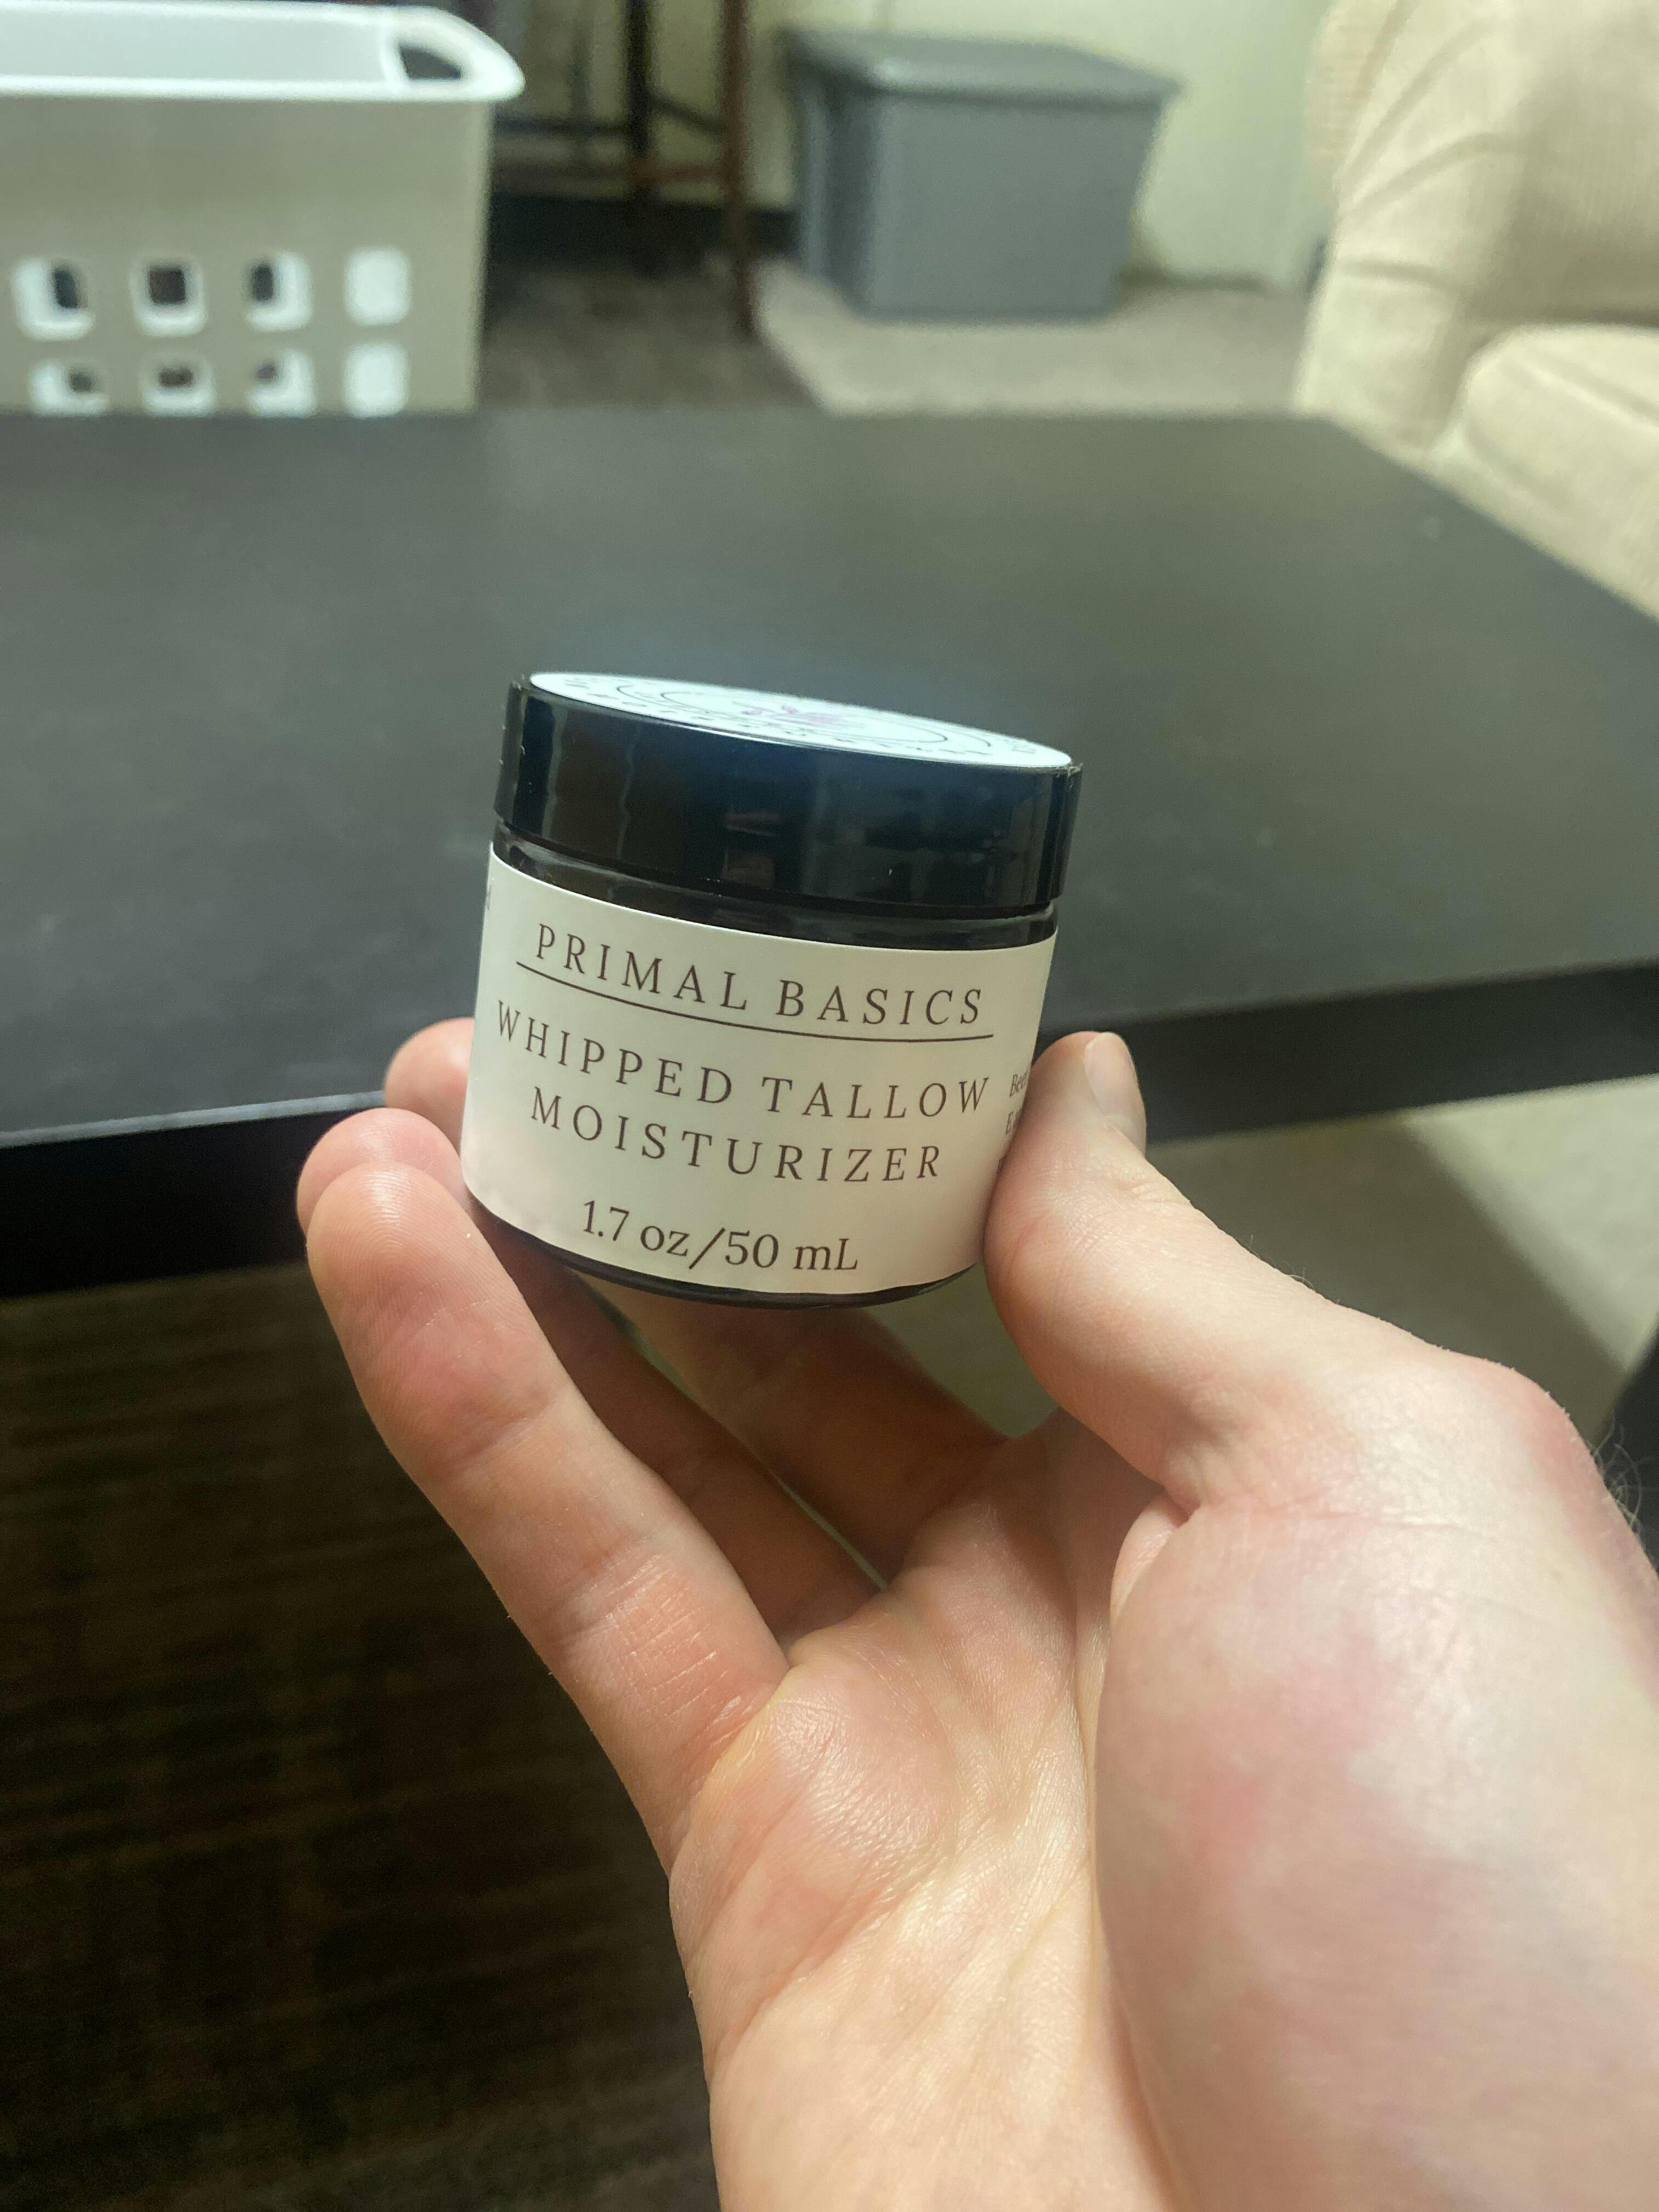 PRIMAL BASICS
WHIPPED TALLOW
MOISTURIZER
1.7 oz/50 mL